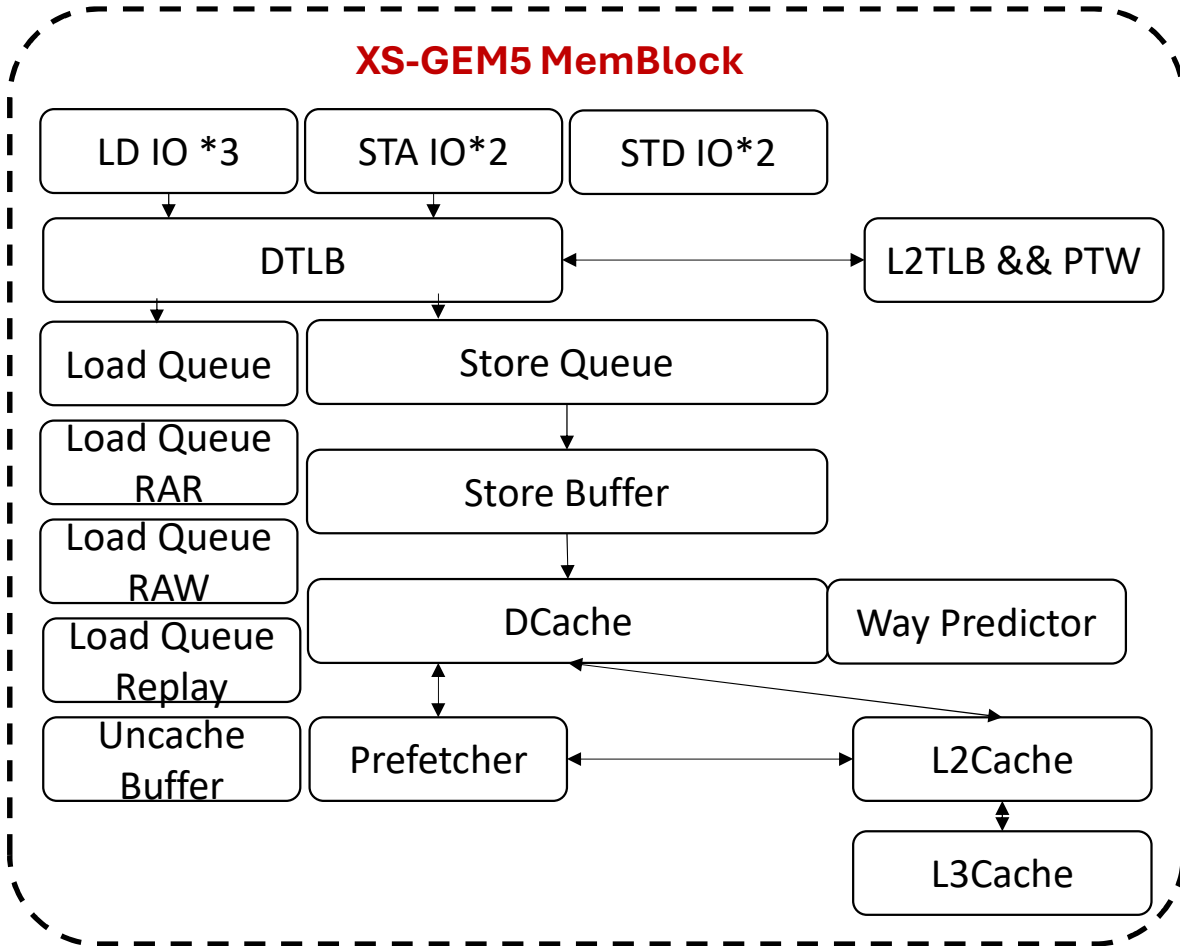 XS-GEM5 MemBlock
LD IO *3
STA IO*2
STD IO*2
DTLB
L2TLB && PTW
Load Queue
Store Queue
Load Queue
RAR
Store Buffer
Load Queue
RAW
DCache
Way Predictor
Load Queue
Replay
Uncache
Buffer
Prefetcher
L2Cache
L3Cache